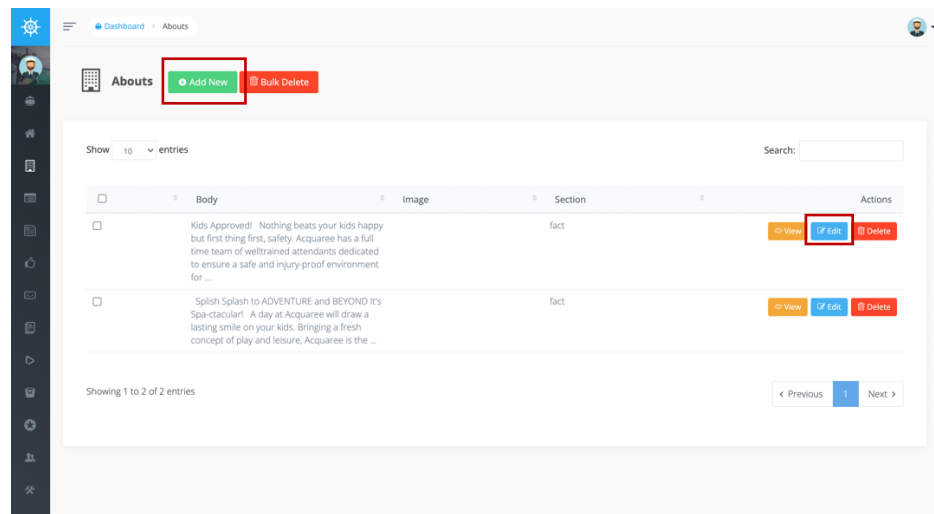 Dashboard > Abouts
Abouts
Add New
Bulk Delete
Show 10 entries
Search:
Body Image Section Actions
Kids Approved! Nothing beats your kids happy
but first thing first, safety. Acquaree has a full
time team of welltrained attendants dedicated
to ensure a safe and injury-proof environment
for ...
fact
View Edit Delete
Splish Splash to ADVENTURE and BEYOND It's
Spa-ctacular! A day at Acquaree will draw a
lasting smile on your kids. Bringing a fresh
concept of play and leisure, Acquaree is the ...
fact
View Edit Delete
Showing 1 to 2 of 2 entries
‹ Previous 1 Next ›